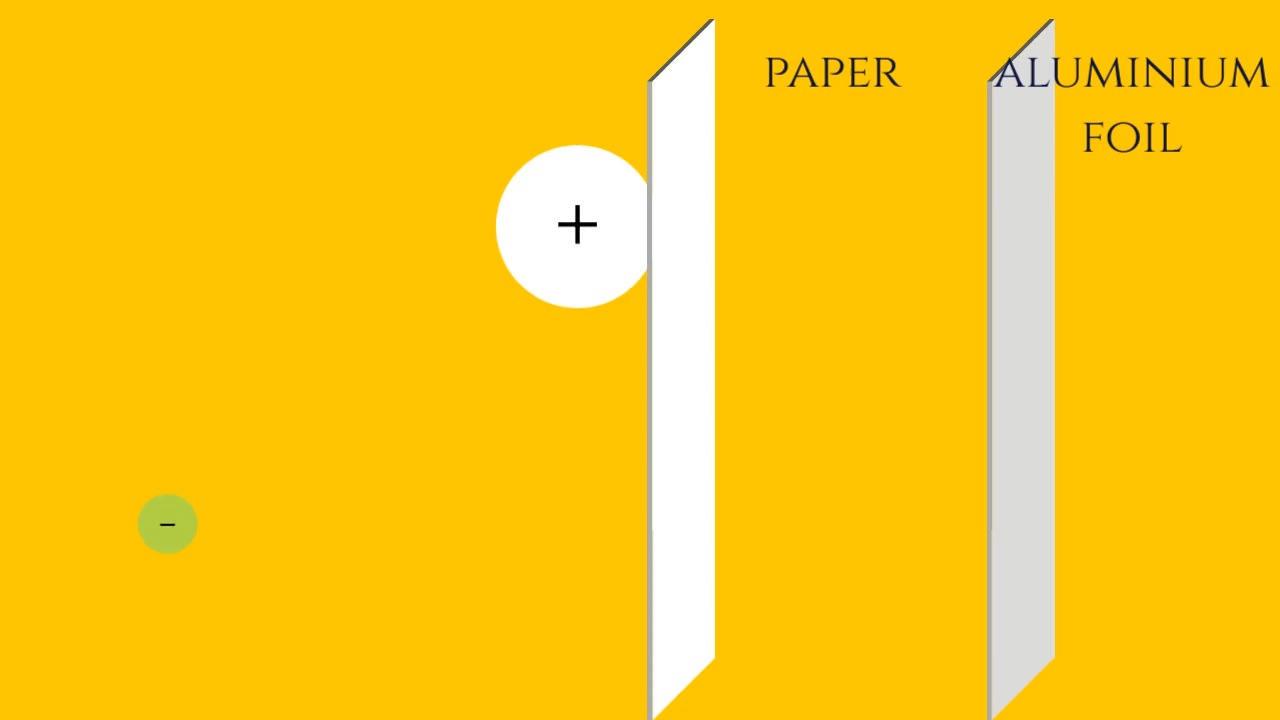 PAPER
ALUMINIUM
FOIL
+
–